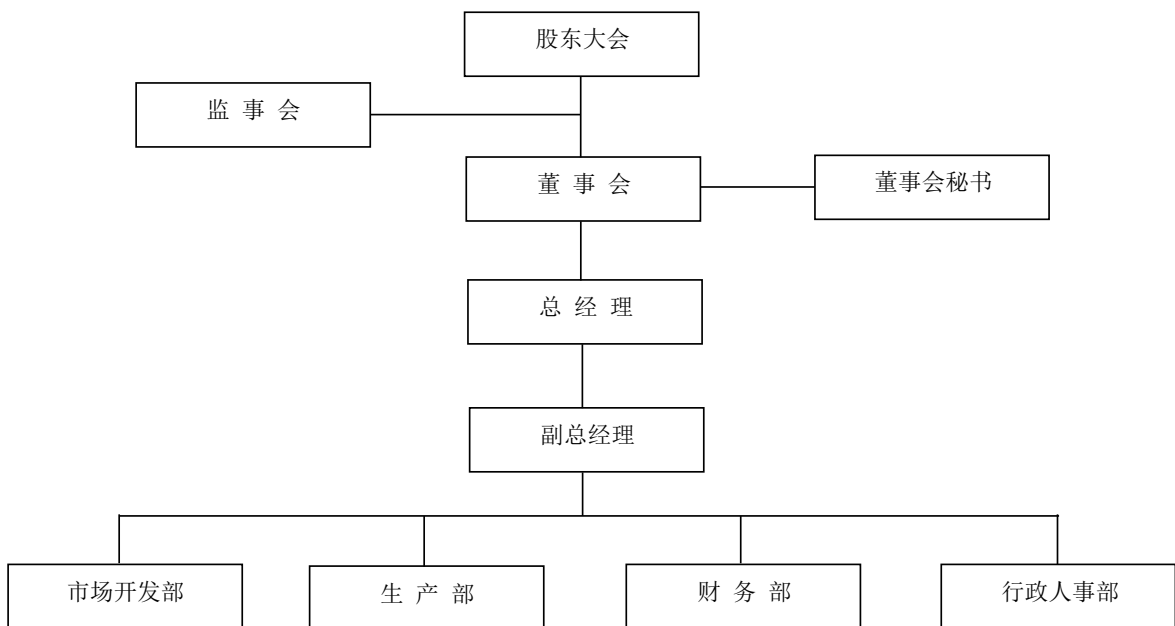 股东大会
监 事 会
董 事 会
董事会秘书
总 经 理
副总经理
市场开发部
生 产 部
财 务 部
行政人事部